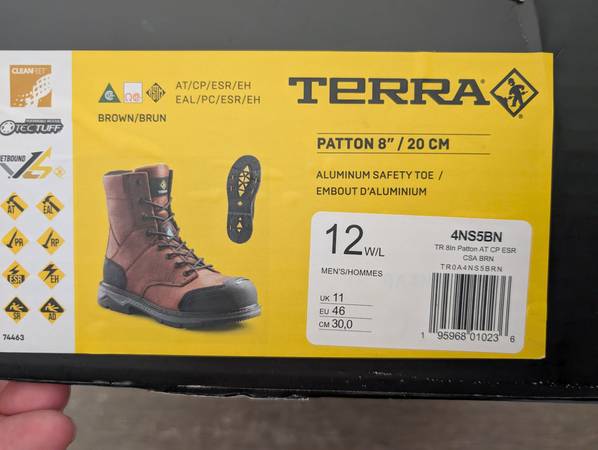 CLEANFEET
TECTUFF
AT
EAL
PR
RP
ESR
EH
SR
AD
74463
AT/CP/ESR/EH
EAL/PC/ESR/EH
BROWN/BRUN
TERRA
PATTON 8" / 20 CM
ALUMINUM SAFETY TOE /
EMBOUT D'ALUMINIUM
12 W/L
MEN'S/HOMMES
UK 11
EU 46
CM 30,0
4NS5BN
TR 8In Patton AT CP ESR
CSA BRN
TR0A4NS5BRN
1 95968 01023 6